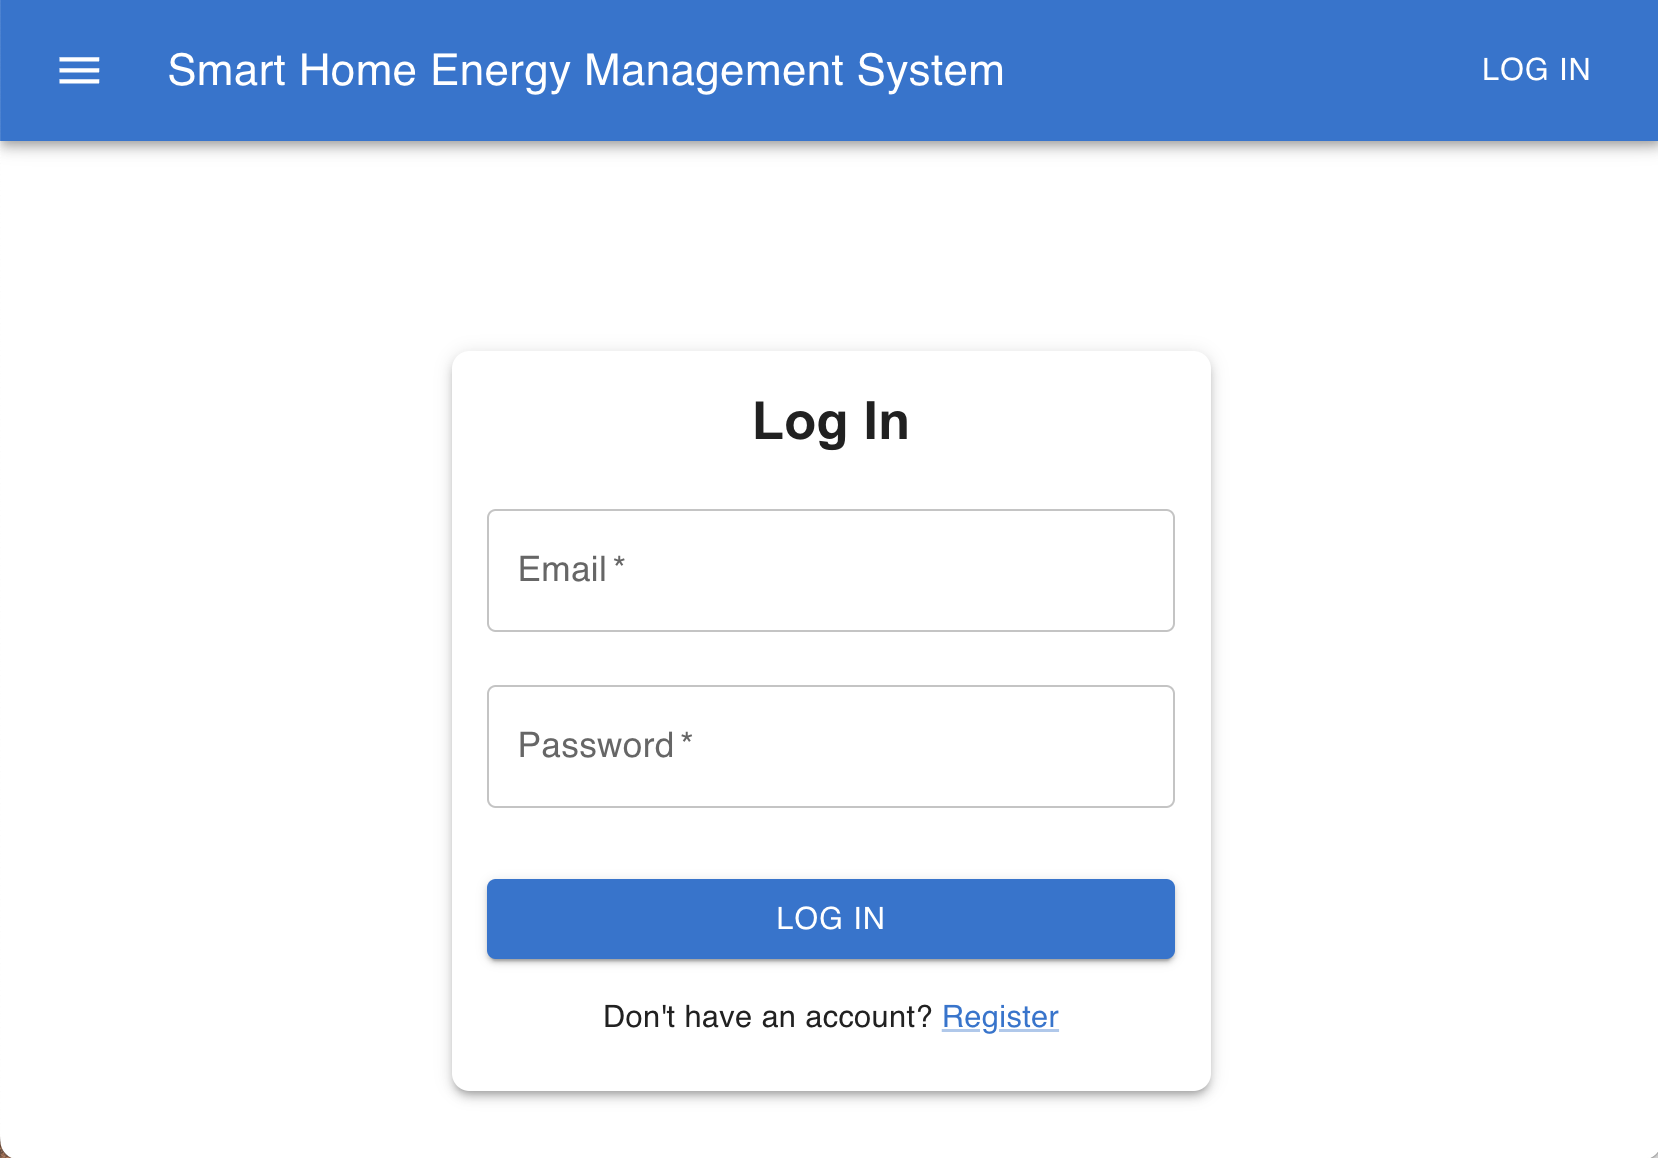 Smart Home Energy Management System
LOG IN
Log In
Email *
Password *
LOG IN
Don't have an account? Register